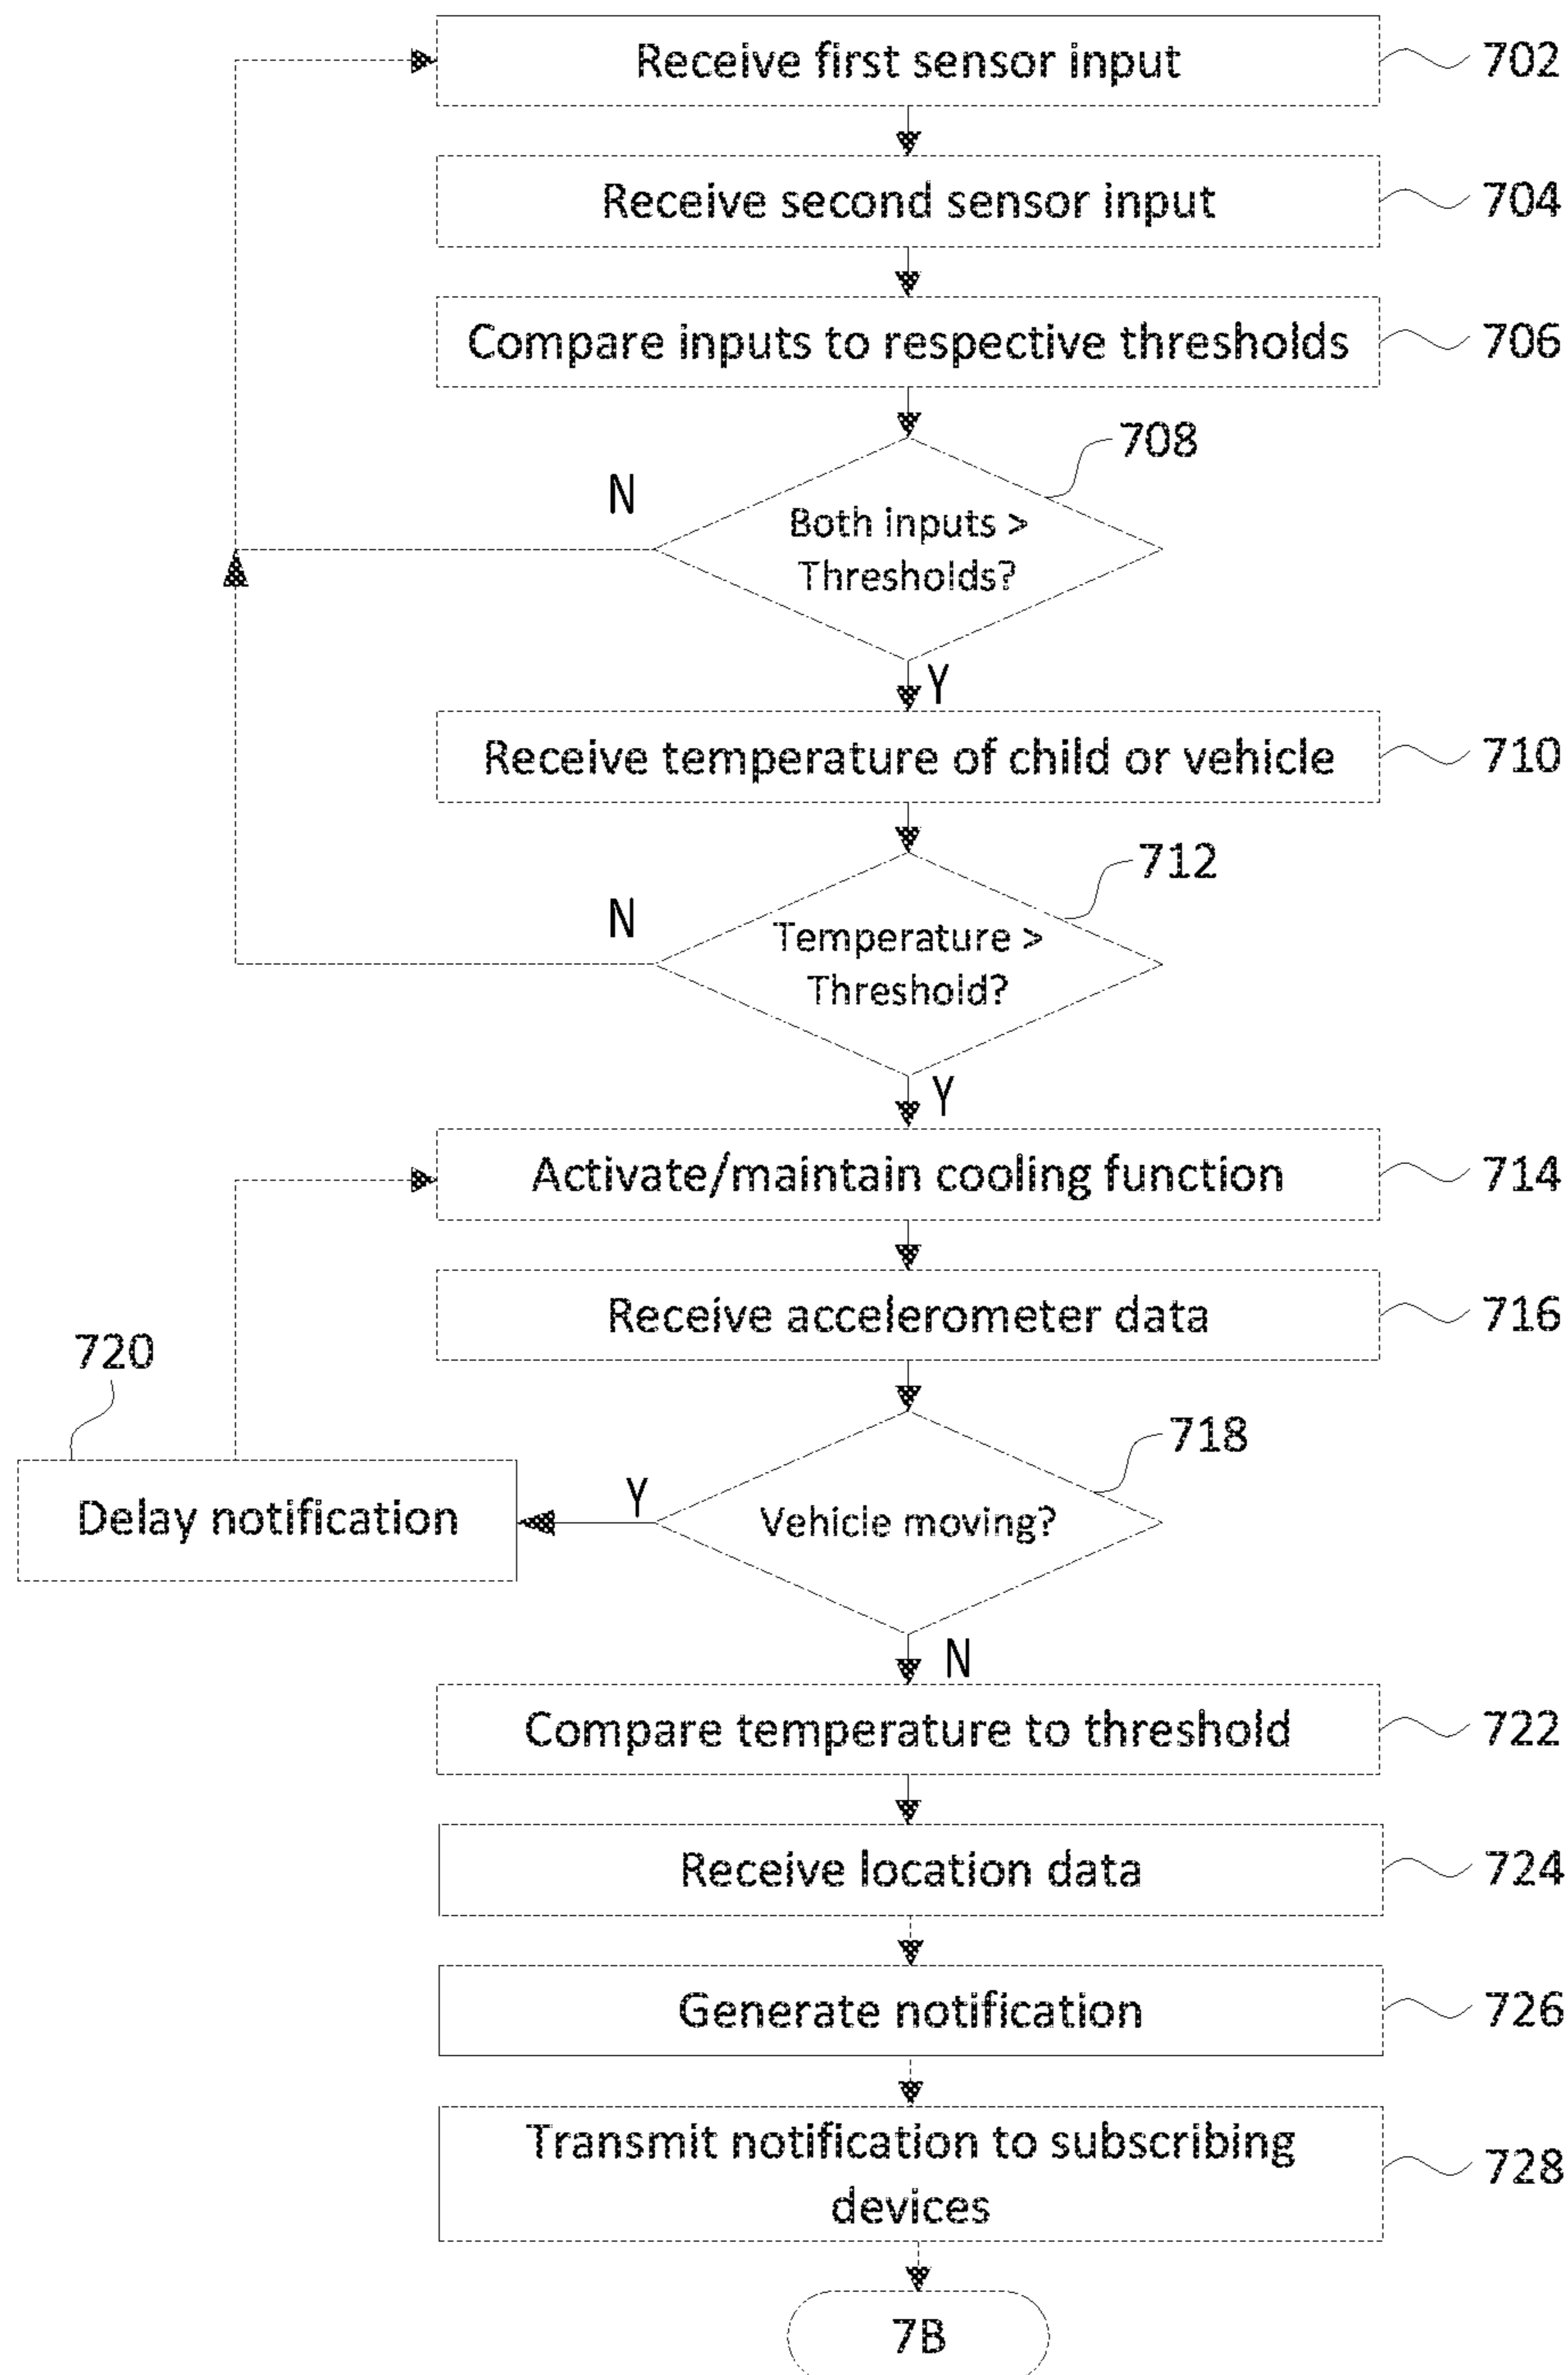 Receive first sensor input
702
Receive second sensor input
704
Compare inputs to respective thresholds
706
708
N
Both inputs >
Thresholds?
Y
Receive temperature of child or vehicle
710
712
N
Temperature >
Threshold?
Y
Activate/maintain cooling function
714
Receive accelerometer data
716
720
718
Delay notification
Y
Vehicle moving?
N
Compare temperature to threshold
722
Receive location data
724
Generate notification
726
Transmit notification to subscribing
devices
728
7B